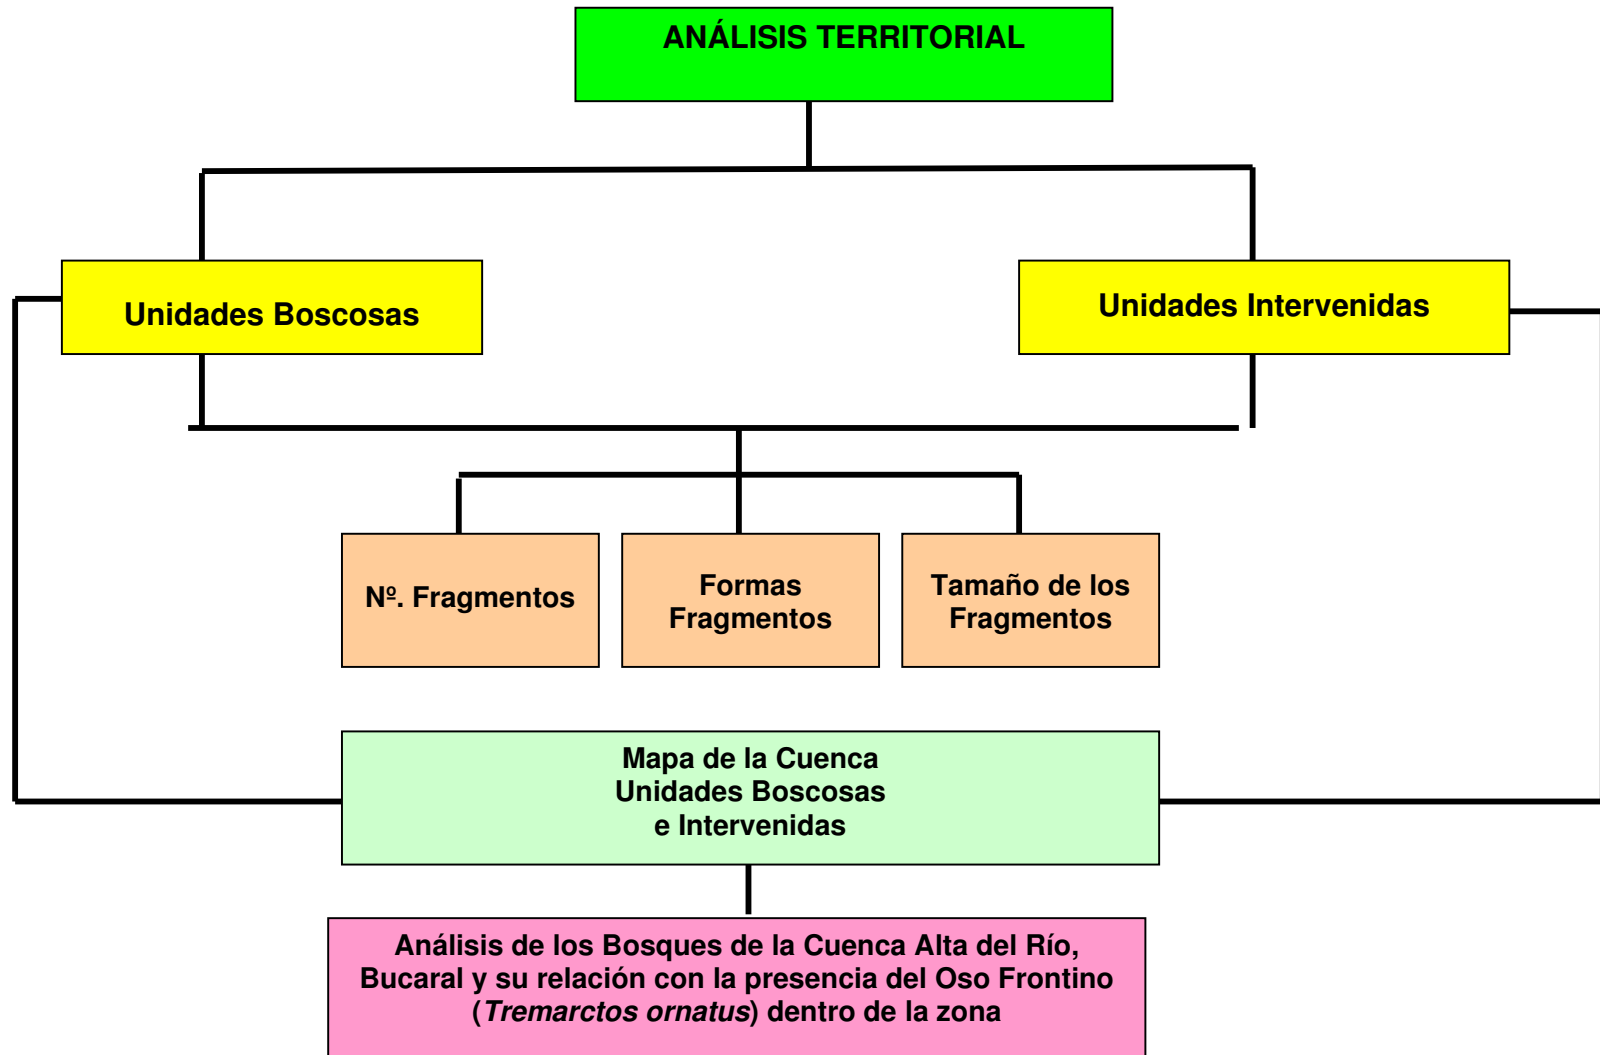 ANÁLISIS TERRITORIAL
Unidades Boscosas
Unidades Intervenidas
Nº. Fragmentos
Formas
Fragmentos
Tamaño de los
Fragmentos
Mapa de la Cuenca
Unidades Boscosas
e Intervenidas
Análisis de los Bosques de la Cuenca Alta del Río,
Bucaral y su relación con la presencia del Oso Frontino
(Tremarctos ornatus) dentro de la zona